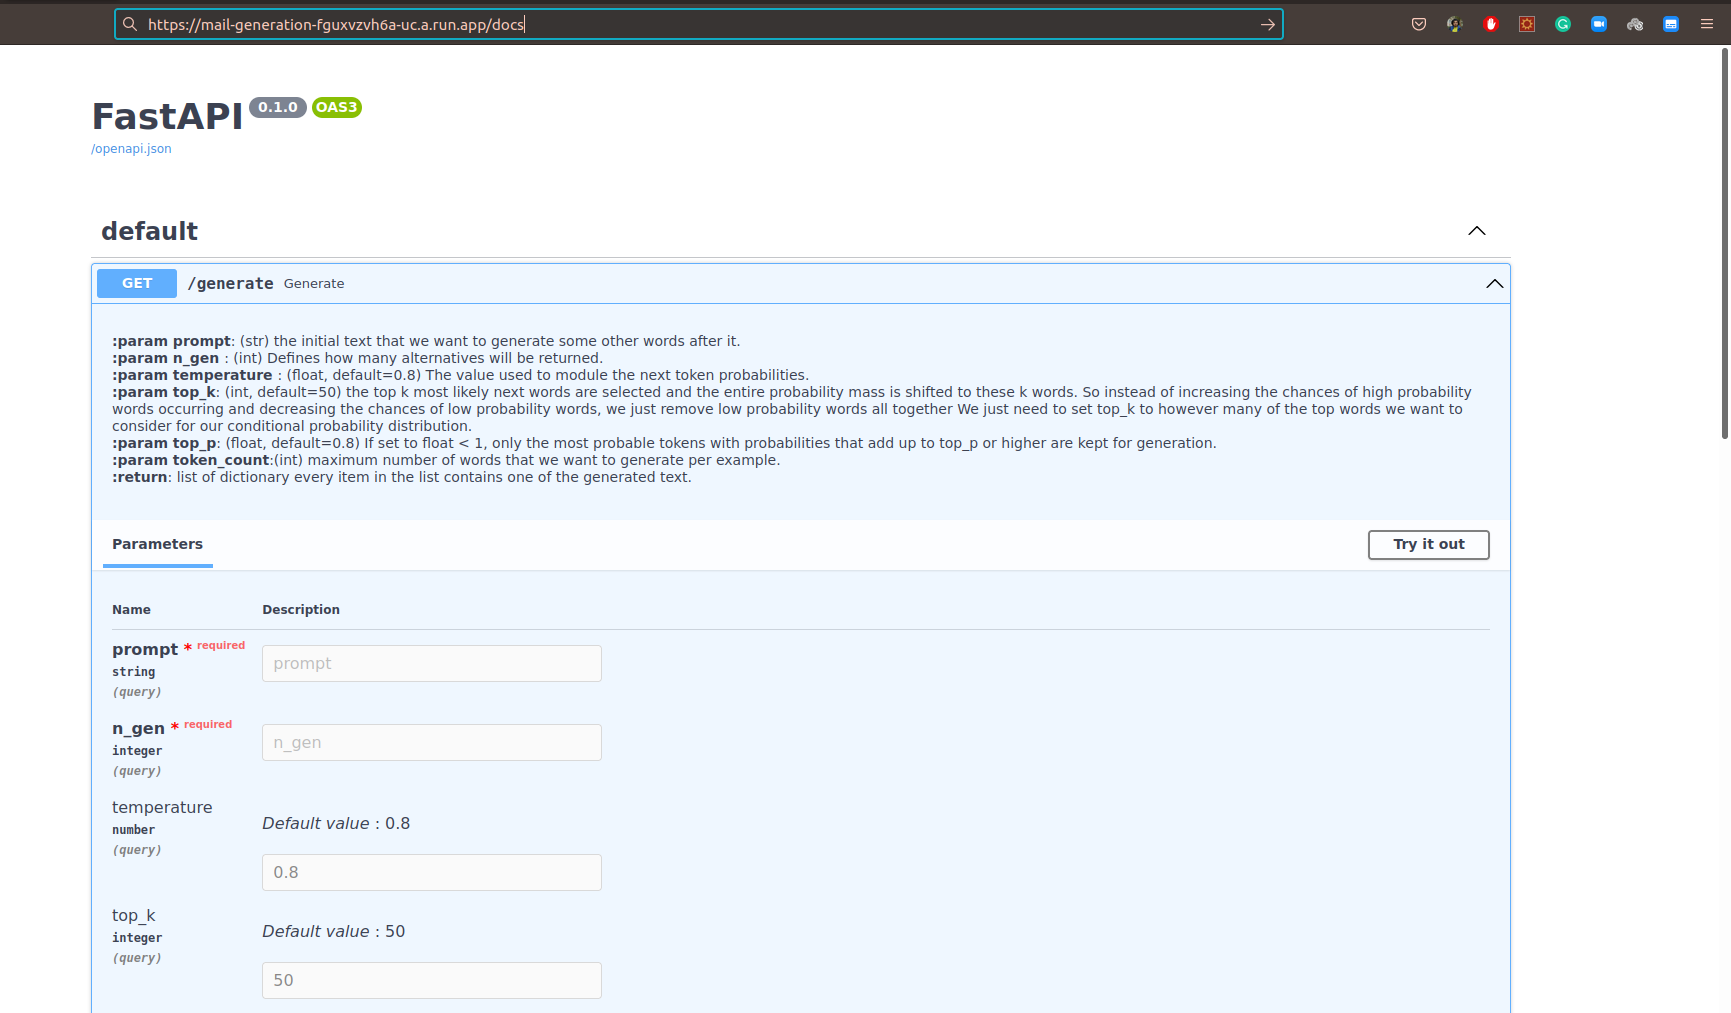 https://mail-generation-fguxvzvh6a-uc.a.run.app/docs
FastAPI 0.1.0 OAS3
/openapi.json
default
GET /generate Generate
:param prompt: (str) the initial text that we want to generate some other words after it.
:param n_gen : (int) Defines how many alternatives will be returned.
:param temperature : (float, default=0.8) The value used to module the next token probabilities.
:param top_k: (int, default=50) the top k most likely next words are selected and the entire probability mass is shifted to these k words. So instead of increasing the chances of high probability
words occurring and decreasing the chances of low probability words, we just remove low probability words all together We just need to set top_k to however many of the top words we want to
consider for our conditional probability distribution.
:param top_p: (float, default=0.8) If set to float < 1, only the most probable tokens with probabilities that add up to top_p or higher are kept for generation.
:param token_count:(int) maximum number of words that we want to generate per example.
:return: list of dictionary every item in the list contains one of the generated text.
Parameters Try it out
Name Description
prompt * required
string
(query)
prompt
n_gen * required
integer
(query)
n_gen
temperature
number
(query)
Default value : 0.8
0.8
top_k
integer
(query)
Default value : 50
50